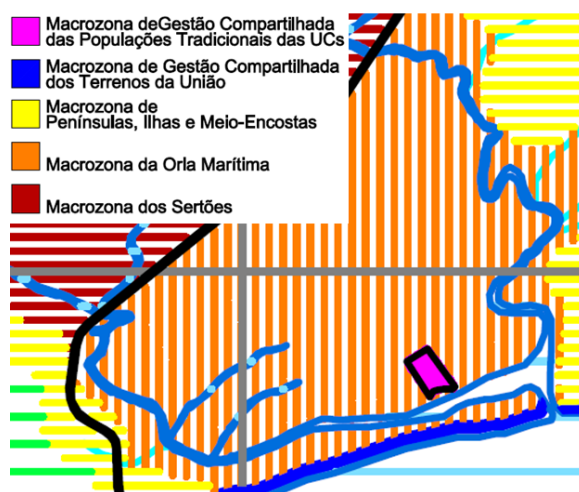 Macrozona deGestão Compartilhada
das Populações Tradicionais das UCs
Macrozona de Gestão Compartilhada
dos Terrenos da União
Macrozona de
Penínsulas, Ilhas e Meio-Encostas
Macrozona da Orla Marítima
Macrozona dos Sertões